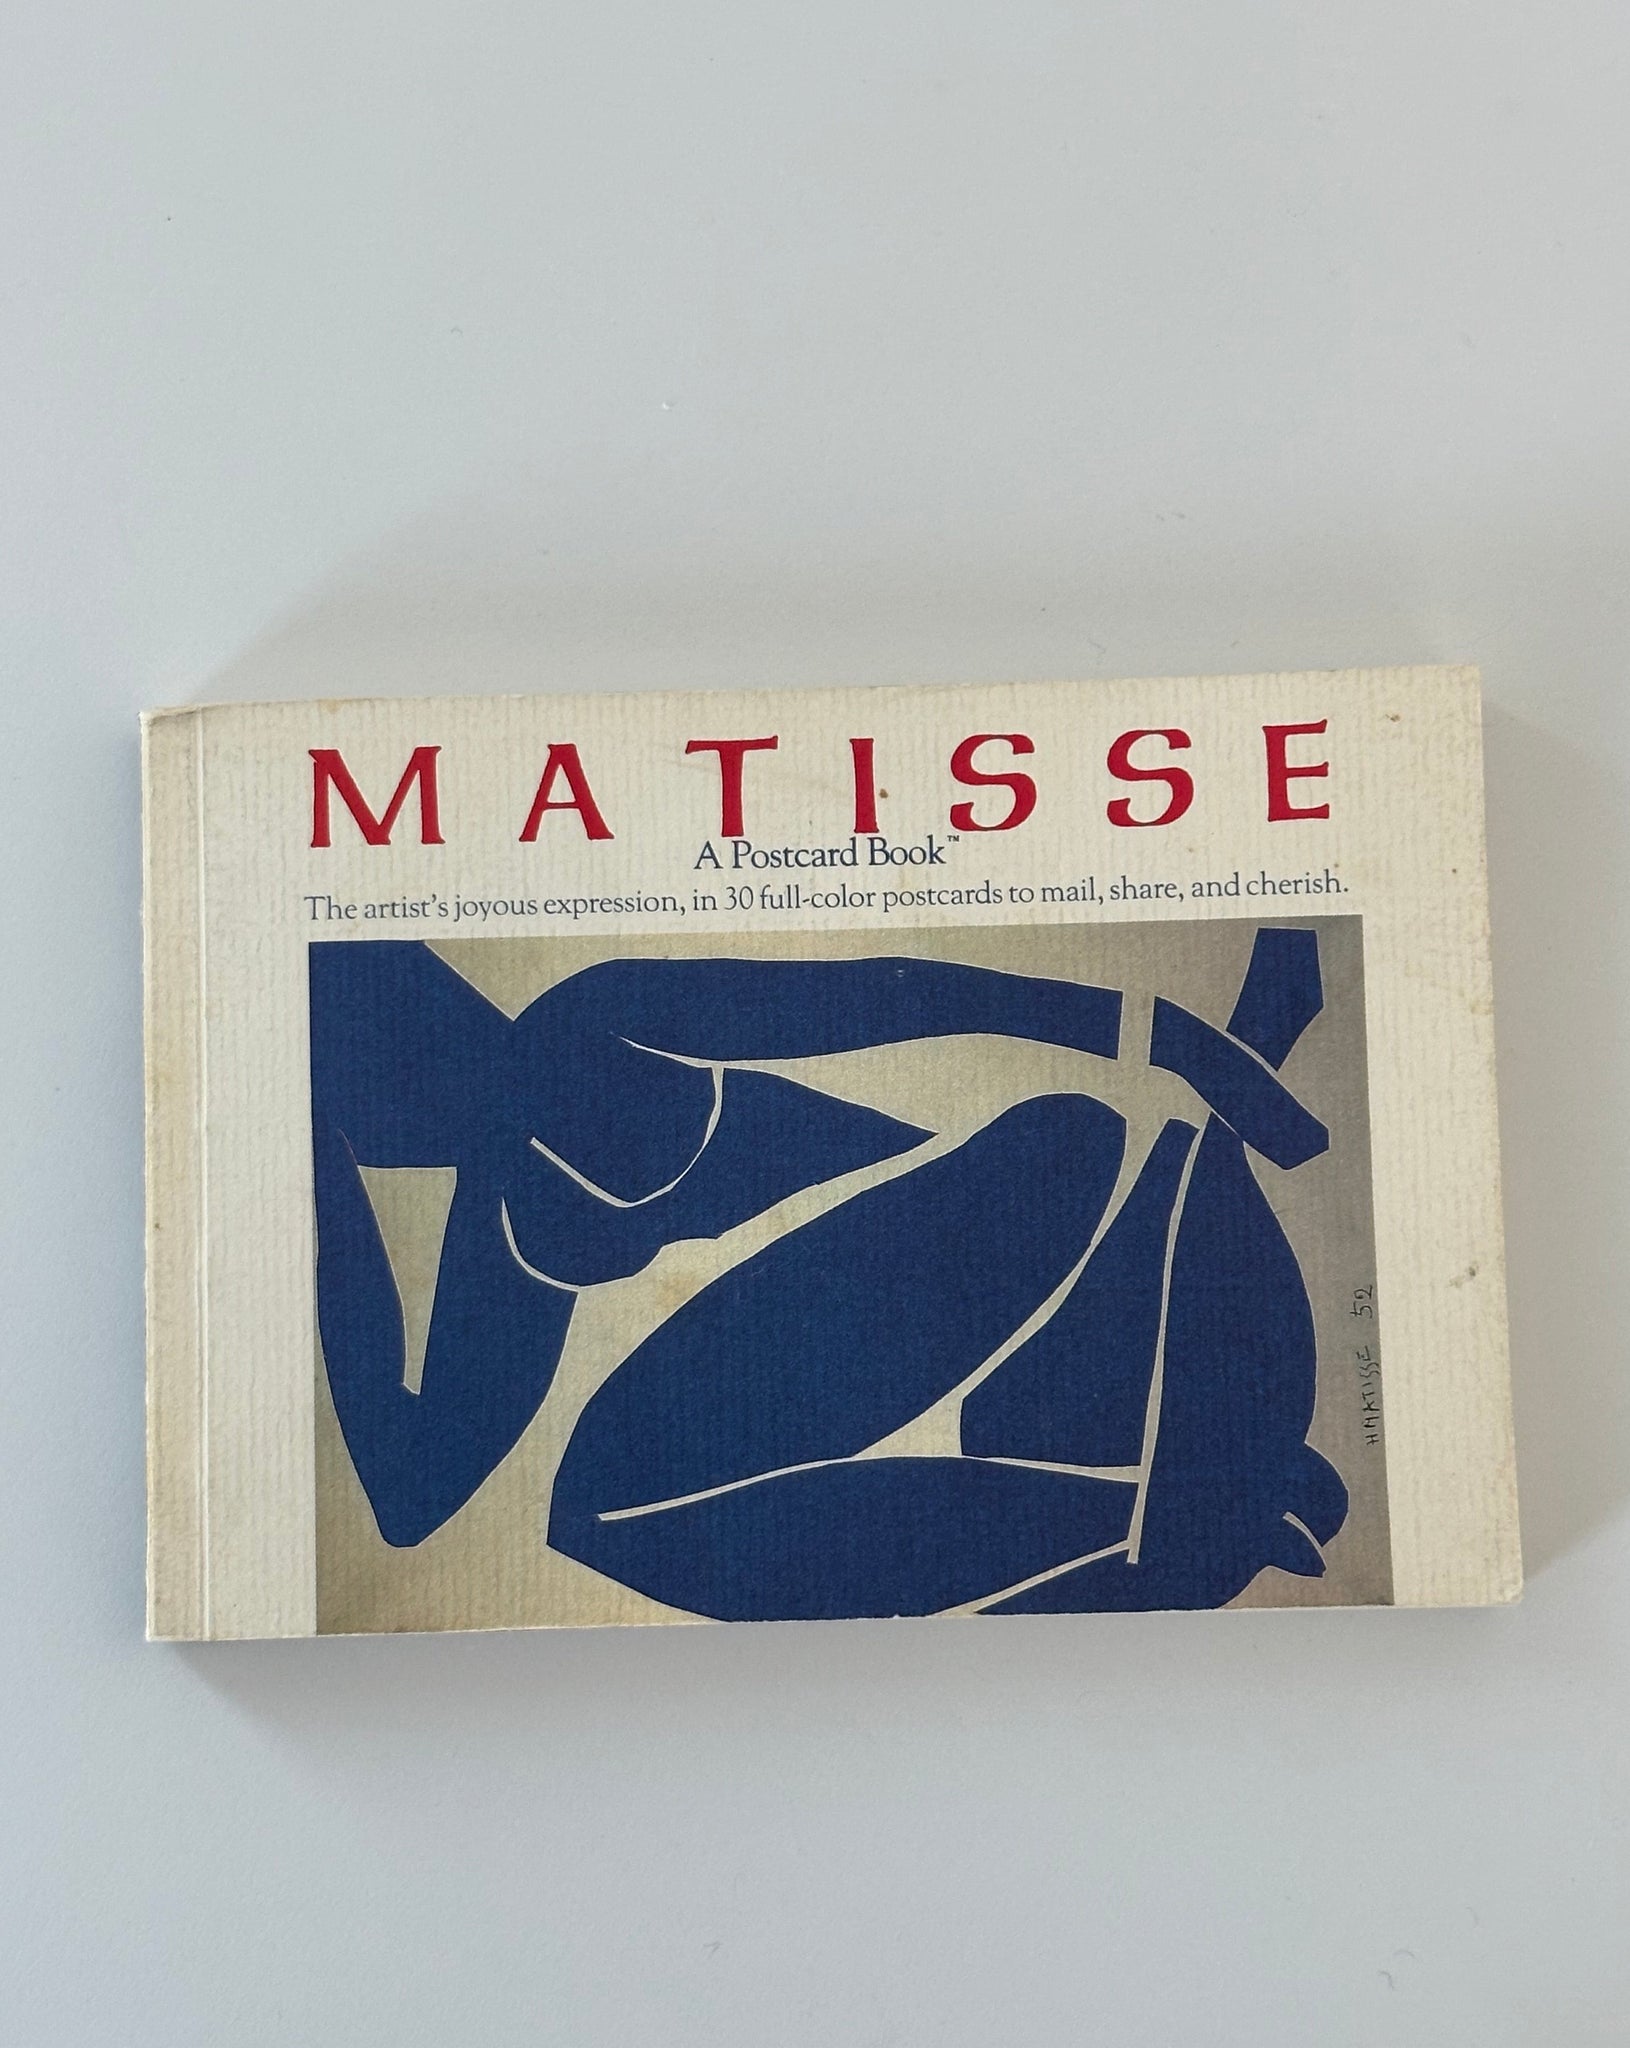 MATISSE
A Postcard Book™
The artist's joyous expression, in 30 full-color postcards to mail, share, and cherish.
H MATISSE 52